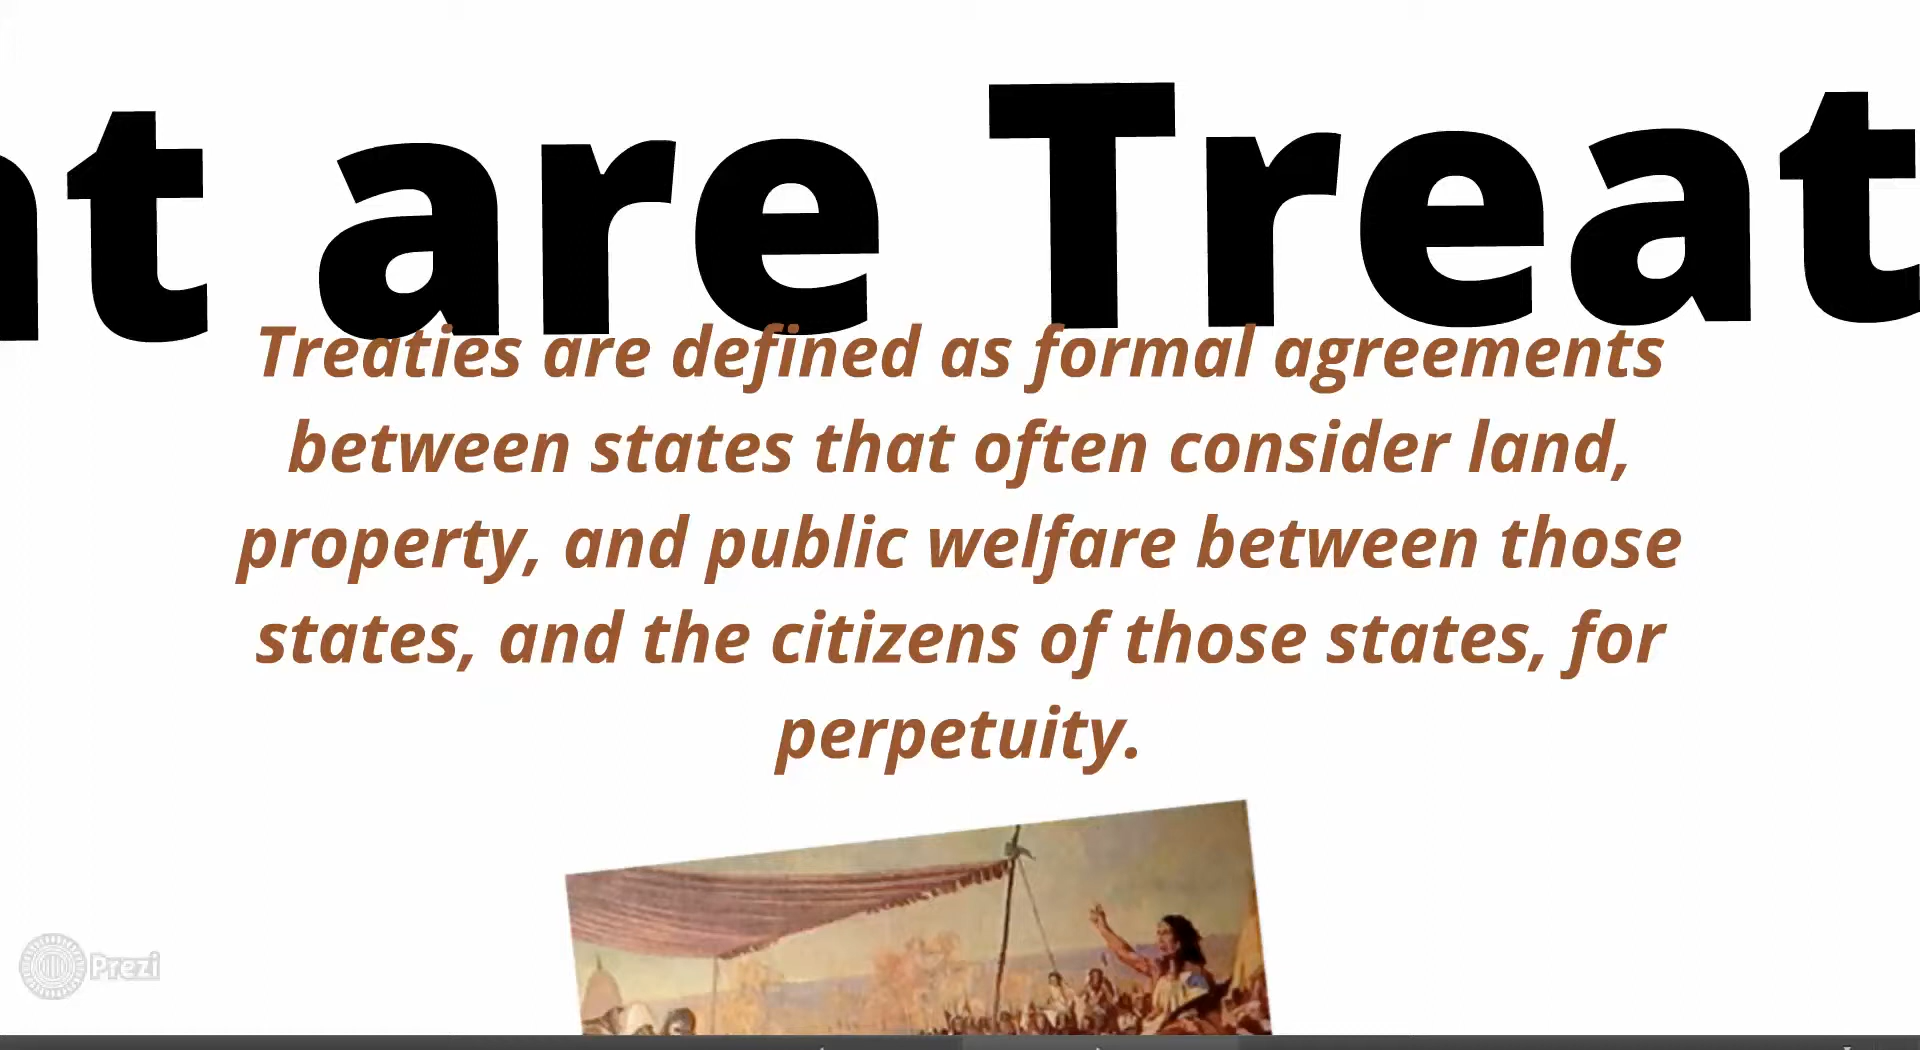 at are Treat
Treaties are defined as formal agreements
between states that often consider land,
property, and public welfare between those
states, and the citizens of those states, for
perpetuity.
Prezi